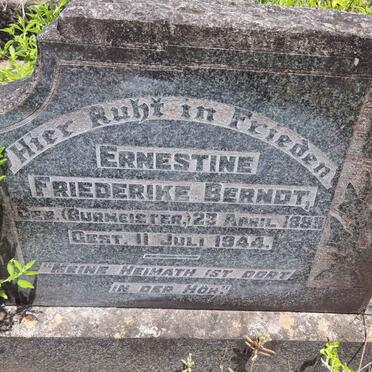 Hier Ruht in Frieden
ERNESTINE
FRIEDERIKE BERNDT,
GEB. (BURMEISTER,) 23 APRIL
GEST. 11 JULI 1944.
"MEINE HEIMATH IST DORT
IN DER HÖH"